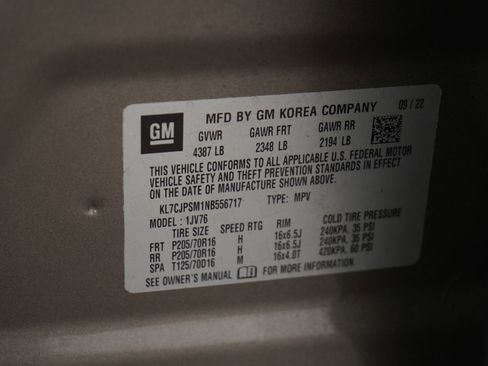 GM
MFD BY GM KOREA COMPANY 09 / 22
GVWR GAWR FRT GAWR RR
4387 LB 2348 LB 2194 LB
THIS VEHICLE CONFORMS TO ALL APPLICABLE U.S. FEDERAL MOTOR
VEHICLE SAFETY AND THEFT PREVENTION STANDARDS IN EFFECT
ON THE DATE OF MANUFACTURE SHOWN ABOVE.
KL7CJPSM1NB556717 TYPE: MPV
MODEL : 1JV76
TIRE SIZE SPEED RTG RIM COLD TIRE PRESSURE
FRT P205/70R16 H 16x6.5J 240KPA, 35 PSI
RR P205/70R16 H 16x6.5J 240KPA, 35 PSI
SPA T125/70D16 M 16x4.0T 420KPA, 60 PSI
SEE OWNER'S MANUAL FOR MORE INFORMATION.